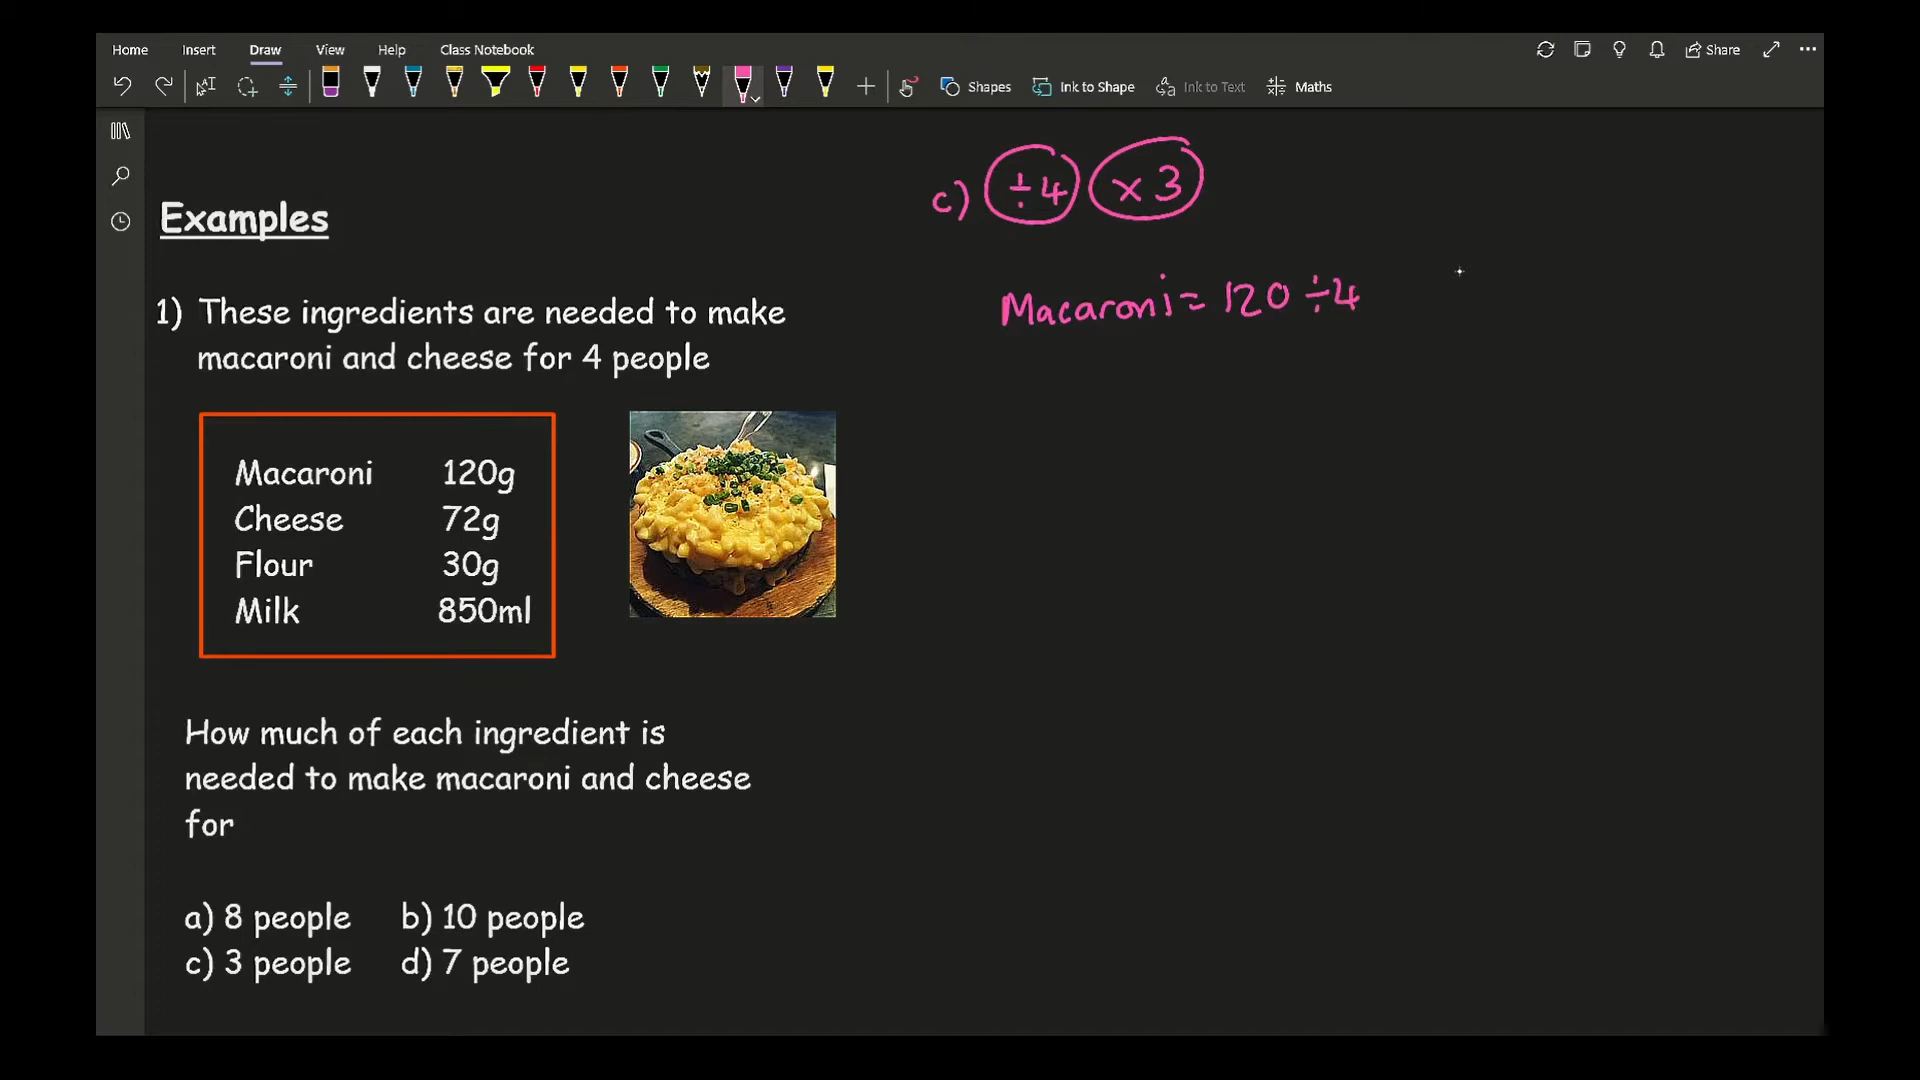 Home Insert Draw View Help Class Notebook Share
Shapes Ink to Shape Ink to Text Maths
Examples
1) These ingredients are needed to make
macaroni and cheese for 4 people
Macaroni 120g
Cheese 72g
Flour 30g
Milk 850ml
How much of each ingredient is
needed to make macaroni and cheese
for
a) 8 people b) 10 people
c) 3 people d) 7 people
c) ÷4 x 3
Macaroni = 120 ÷4